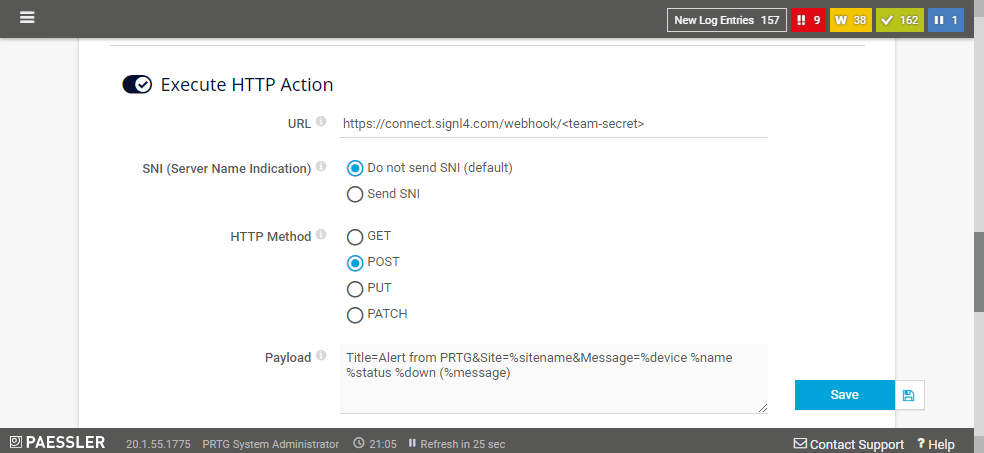 New Log Entries 157 9 W 38 162 1
Execute HTTP Action
URL https://connect.signl4.com/webhook/<team-secret>
SNI (Server Name Indication) Do not send SNI (default)
Send SNI
HTTP Method GET
POST
PUT
PATCH
Payload Title=Alert from PRTG&Site=%sitename&Message=%device %name
%status %down (%message)
Save
PAESSLER 20.1.55.1775 PRTG System Administrator 21:05 Refresh in 25 sec Contact Support ? Help